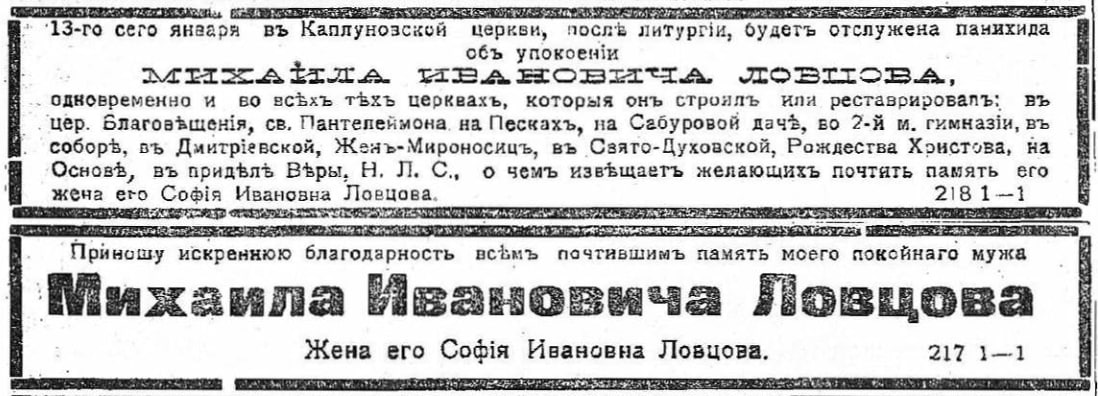 13-го сего января въ Каплуновской церкви, послѣ литургіи, будетъ отслужена панихида
объ упокоеніи
МИХАИЛА ИВАНОВИЧА ЛОВЦОВА,
одновременно и во всѣхъ тѣхъ церквахъ, которыя онъ строилъ или реставрировалъ: въ
цер. Благовѣщенія, св. Пантелеймона на Пескахъ, на Сабуровой дачѣ, во 2-й м. гимназіи, въ
соборѣ, въ Дмитріевской, Женъ-Мироносицъ, въ Свято-Духовской, Рождества Христова, на
Основѣ, въ придѣлѣ Вѣры, Н. Л. С., о чемъ извѣщаетъ желающихъ почтить память его
жена его Софія Ивановна Ловцова. 218 1—1
Приношу искреннюю благодарность всѣмъ почтившимъ память моего покойнаго мужа
Михаила Ивановича Ловцова
Жена его Софія Ивановна Ловцова. 217 1—1